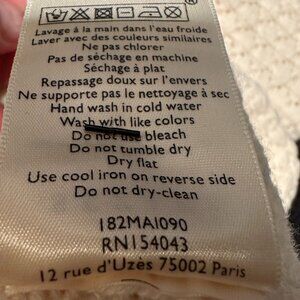 ®
Lavage à la main dans l'eau froide
Laver avec des couleurs similaires
Ne pas chlorer
Pas de séchage en machine
Séchage à plat
Repassage doux sur l'envers
Ne supporte pas le nettoyage à sec
Hand wash in cold water
Wash with like colors
Do not use bleach
Do not tumble dry
Dry flat
Use cool iron on reverse side
Do not dry-clean
182MAI090
RN154043
12 rue d'Uzès 75002 Paris